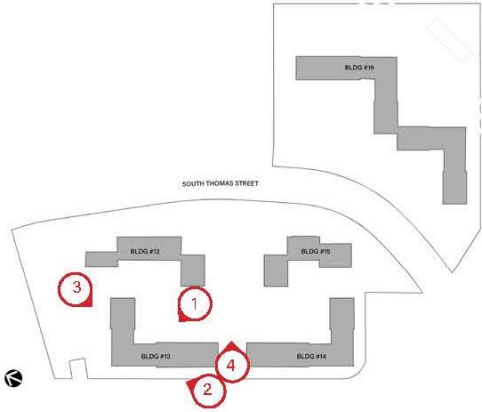 BLDG #16
SOUTH THOMAS STREET
BLDG #12
BLDG #15
3
1
BLDG #13
4
BLDG #14
2